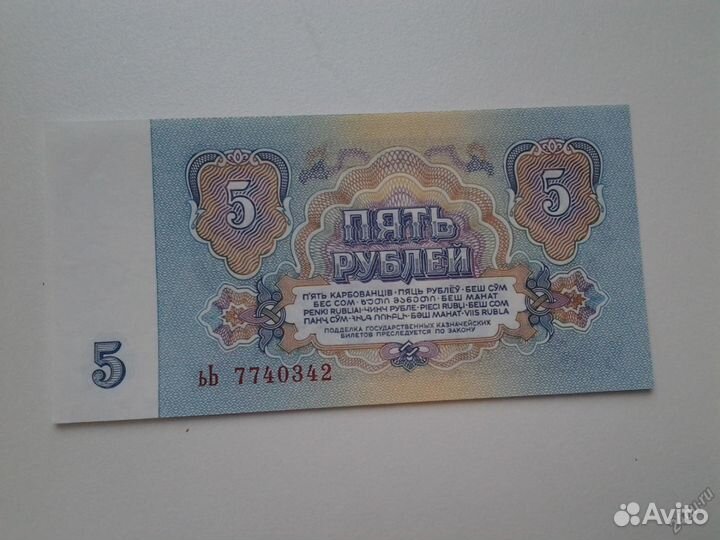 5
5
ПЯТЬ
РУБЛЕЙ
П'ЯТЬ КАРБОВАНЦІВ · ПЯЦЬ РУБЛЁЎ · БЕШ СЎМ
БЕС СОМ · ᲮᲣᲗᲘ ᲛᲐᲜᲔᲗᲘ · БЕШ МАНАТ
PENKI RUBLIAI · ЧИНЧ РУБЛЕ · PIECI RUBĻI · БЕШ СОМ
ПАНҶ СЎМ · ՀԻՆԳ ՌՈՒԲԼԻ · БӘШ МАНАТ · VIIS RUBLA
ПОДДЕЛКА ГОСУДАРСТВЕННЫХ КАЗНАЧЕЙСКИХ
БИЛЕТОВ ПРЕСЛЕДУЕТСЯ ПО ЗАКОНУ
5
ьЬ 7740342
Avito